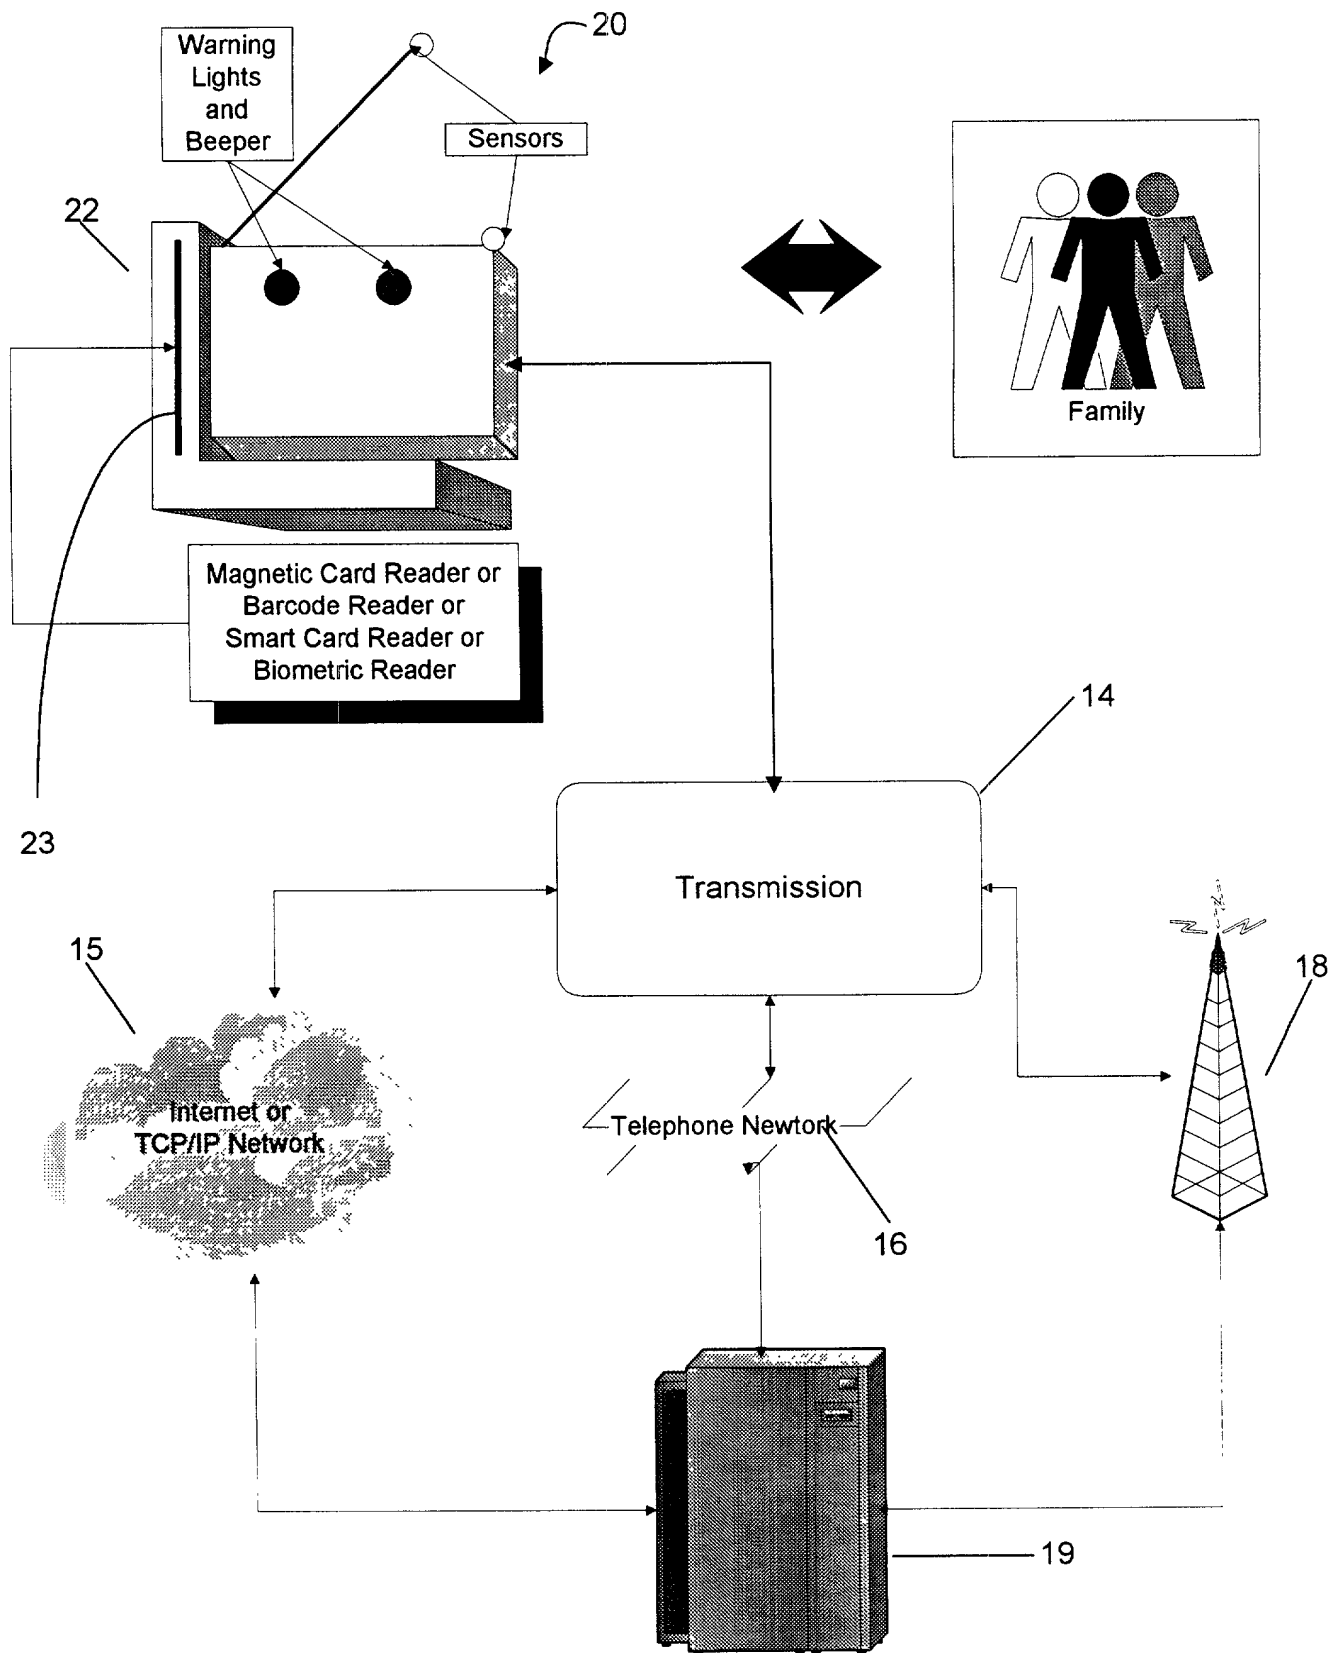 20
Warning
Lights
and
Beeper
Sensors
22
Family
Magnetic Card Reader or
Barcode Reader or
Smart Card Reader or
Biometric Reader
14
23
Transmission
15
18
Internet or
TCP/IP Network
Telephone Newtork
16
19